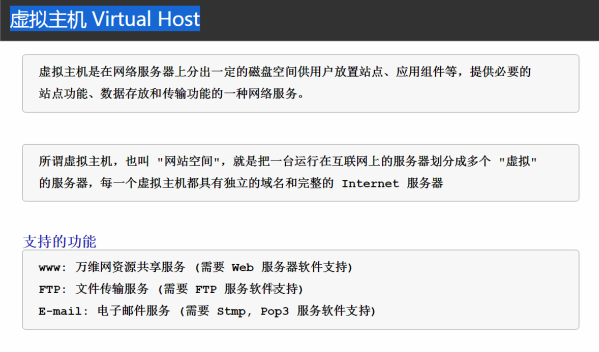 虚拟主机 Virtual Host
虚拟主机是在网络服务器上分出一定的磁盘空间供用户放置站点、应用组件等，提供必要的
站点功能、数据存放和传输功能的一种网络服务。
所谓虚拟主机，也叫 "网站空间"，就是把一台运行在互联网上的服务器划分成多个 "虚拟"
的服务器，每一个虚拟主机都具有独立的域名和完整的 Internet 服务器
支持的功能
www: 万维网资源共享服务 (需要 Web 服务器软件支持)
FTP: 文件传输服务 (需要 FTP 服务软件支持)
E-mail: 电子邮件服务 (需要 Stmp, Pop3 服务软件支持)